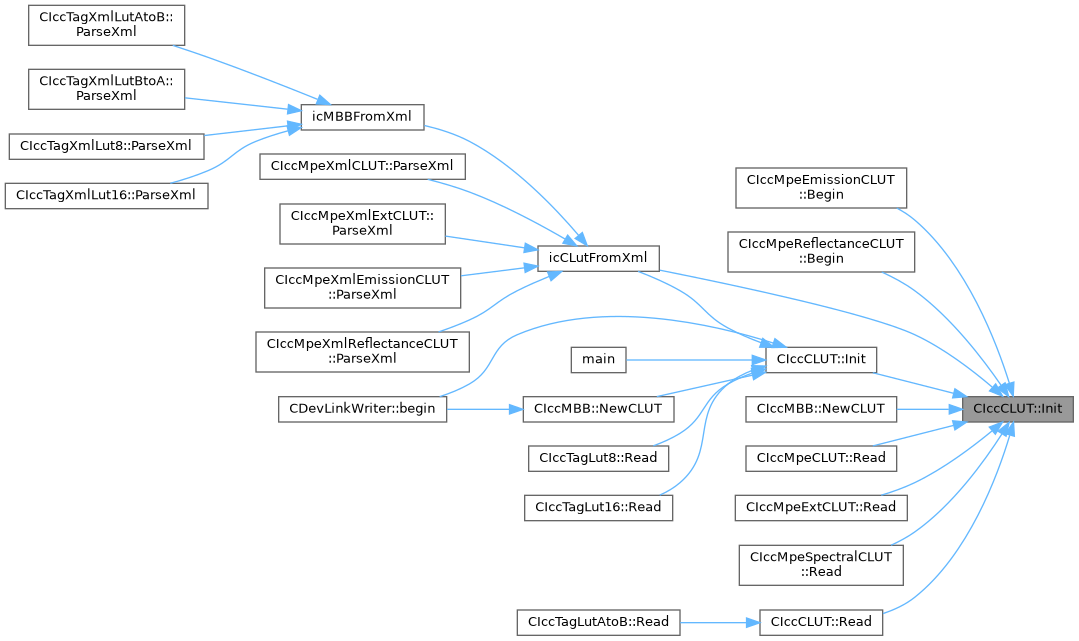 CIccTagXmlLutAtoB::
ParseXml
CIccTagXmlLutBtoA::
ParseXml
CIccTagXmlLut8::ParseXml
CIccTagXmlLut16::ParseXml
icMBBFromXml
CIccMpeXmlCLUT::ParseXml
CIccMpeXmlExtCLUT::
ParseXml
CIccMpeXmlEmissionCLUT
::ParseXml
CIccMpeXmlReflectanceCLUT
::ParseXml
CDevLinkWriter::begin
icCLutFromXml
main
CIccMBB::NewCLUT
CIccTagLut8::Read
CIccTagLut16::Read
CIccTagLutAtoB::Read
CIccMpeEmissionCLUT
::Begin
CIccMpeReflectanceCLUT
::Begin
CIccCLUT::Init
CIccMBB::NewCLUT
CIccMpeCLUT::Read
CIccMpeExtCLUT::Read
CIccMpeSpectralCLUT
::Read
CIccCLUT::Read
CIccCLUT::Init